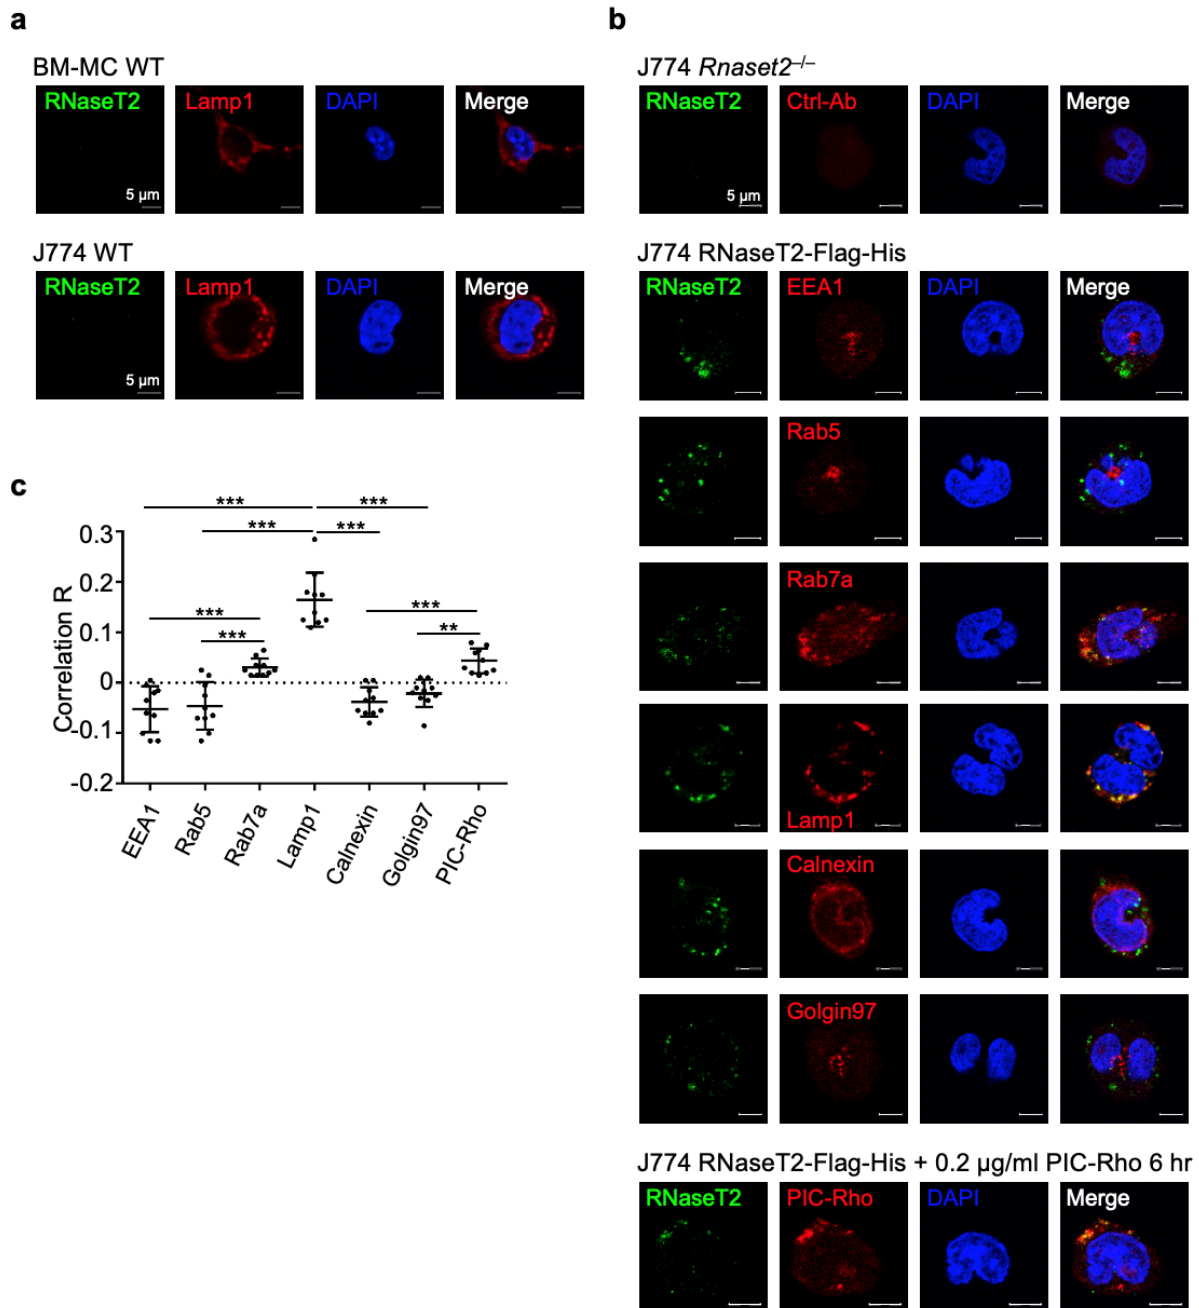 a
BM-MC WT
RNaseT2 Lamp1 DAPI Merge
5 µm
J774 WT
RNaseT2 Lamp1 DAPI Merge
5 µm
b
J774 Rnaset2–/–
RNaseT2 Ctrl-Ab DAPI Merge
5 µm
J774 RNaseT2-Flag-His
RNaseT2 EEA1 DAPI Merge
Rab5
Rab7a
Lamp1
Calnexin
Golgin97
J774 RNaseT2-Flag-His + 0.2 µg/ml PIC-Rho 6 hr
RNaseT2 PIC-Rho DAPI Merge
c
*** ***
*** ***
*** ***
*** **
Correlation R
0.3
0.2
0.1
0
-0.1
-0.2
EEA1 Rab5 Rab7a Lamp1 Calnexin Golgin97 PIC-Rho